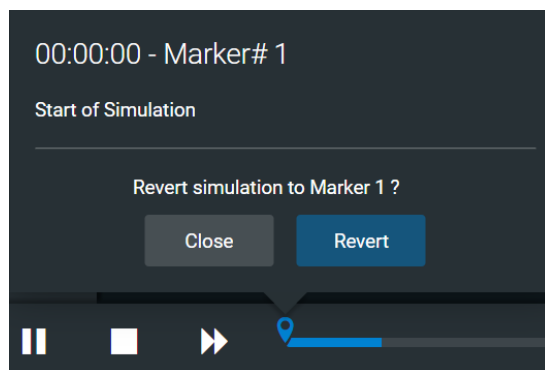 00:00:00 - Marker# 1
Start of Simulation
Revert simulation to Marker 1 ?
Close
Revert